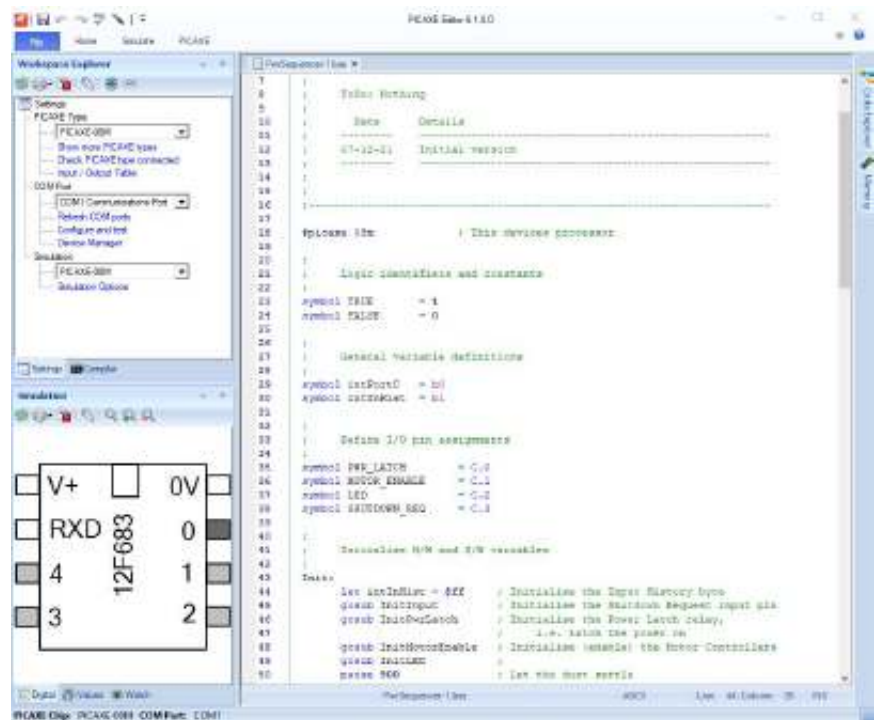 PICAXE Editor 6.1.0.0
File Home Simulate PICAXE
Workspace Explorer
Settings
PICAXE Type
PICAXE-08M
Show more PICAXE types
Check PICAXE type connected
Input / Output Table
COM Port
COM1 Communications Port
Refresh COM ports
Configure and test
Device Manager
Simulation
PICAXE-08M
Simulation Options
Settings Compiler
Simulation
V+ 0V
RXD 0
4 1
3 2
12F683
Digital Values Watch
PICAXE Chip: PICAXE-08M COM Port: COM1
7 ;
8 ; ToDo: Nothing
9 ;
10 ; Date Details
11 ;
12 ; 07-12-21 Initial version
13 ;
14 ;
15 ;
16 ;
17
18 #picaxe 08m ; This devices processor
19
20 ;
21 ; Logic identifiers and constants
22 ;
23 symbol TRUE = 1
24 symbol FALSE = 0
25
26 ;
27 ; General variable definitions
28 ;
29 symbol intPortC = b0
30 symbol intInHist = b1
31
32 ;
33 ; Define I/O pin assignments
34 ;
35 symbol PWR_LATCH = C.0
36 symbol MOTOR_ENABLE = C.1
37 symbol LED = C.2
38 symbol SHUTDOWN_REQ = C.3
39
40 ;
41 ; Initialise H/W and S/W variables
42 ;
43 Init:
44 let intInHist = $ff ; Initialise the Input History byte
45 gosub InitInput ; Initialise the Shutdown Request input pin
46 gosub InitPwrLatch ; Initialise the Power Latch relay,
47 ; i.e. latch the power on
48 gosub InitMotorEnable ; Initialise (enable) the Motor Controllers
49 gosub InitLED ;
50 pause 500 ; Let the dust settle
Code Explorer
Memory